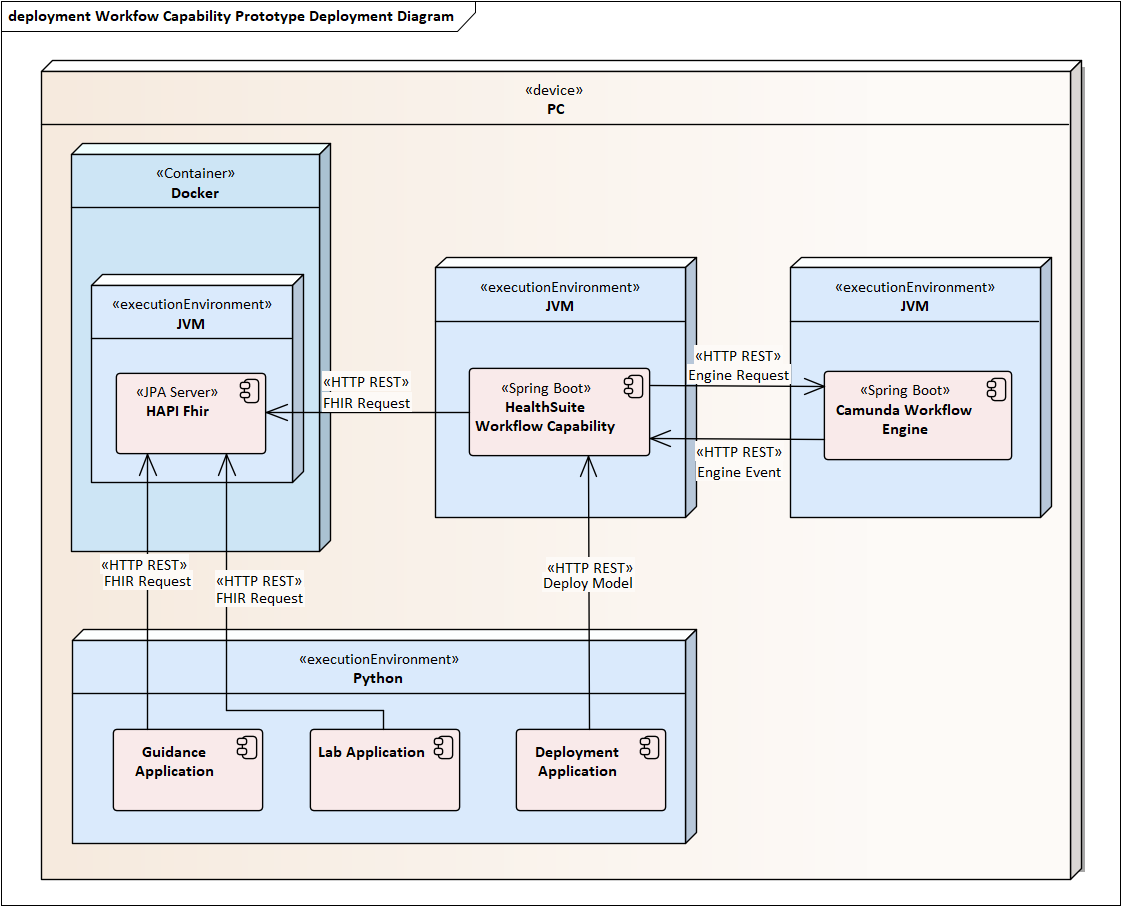 deployment Workfow Capability Prototype Deployment Diagram
«device»
PC
«Container»
Docker
«executionEnvironment»
JVM
«JPA Server»
HAPI Fhir
«HTTP REST»
FHIR Request
«executionEnvironment»
JVM
«Spring Boot»
HealthSuite
Workflow Capability
«HTTP REST»
Engine Request
«HTTP REST»
Engine Event
«executionEnvironment»
JVM
«Spring Boot»
Camunda Workflow
Engine
«HTTP REST»
FHIR Request
«HTTP REST»
FHIR Request
«HTTP REST»
Deploy Model
«executionEnvironment»
Python
Guidance
Application
Lab Application
Deployment
Application